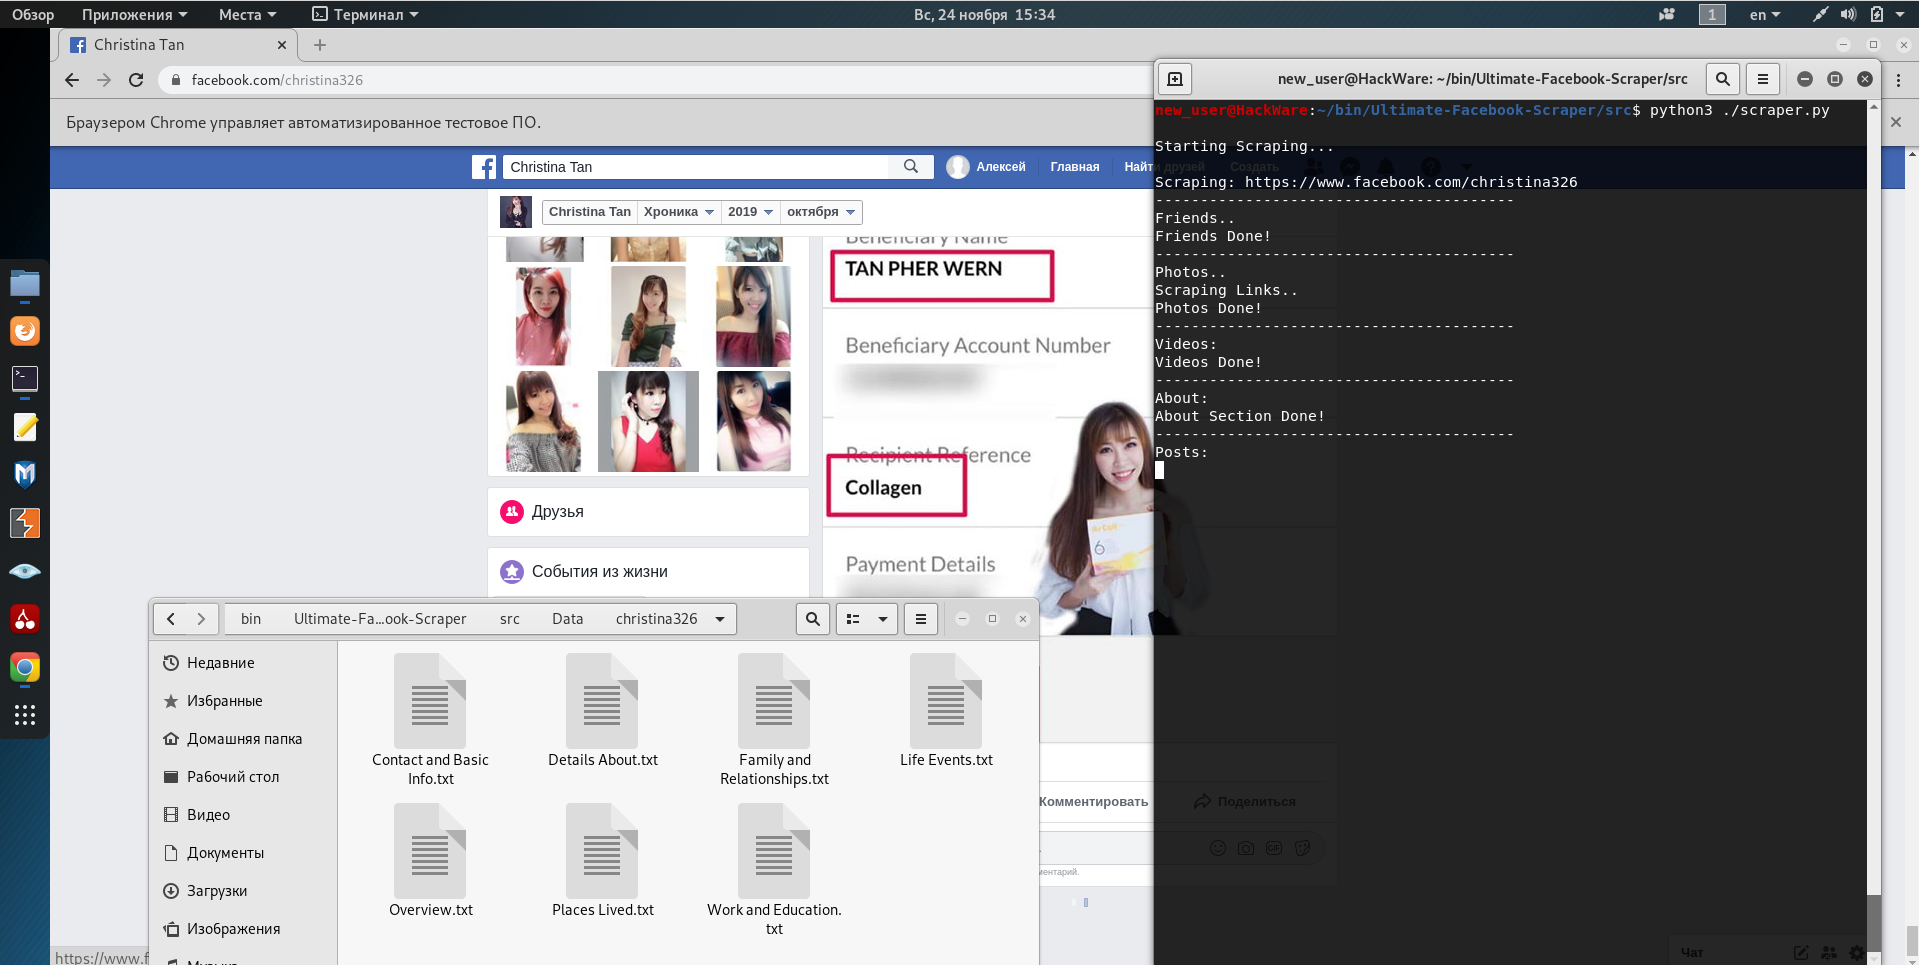 Обзор Приложения Места Терминал Вс, 24 ноября 15:34 1 en
Christina Tan
facebook.com/christina326
Браузером Chrome управляет автоматизированное тестовое ПО.
Christina Tan Алексей Главная Найти друзей Создать
Christina Tan Хроника 2019 октября
Beneficiary Name
TAN PHER WERN
Beneficiary Account Number
Recipient Reference
Collagen
Payment Details
Друзья
События из жизни
Комментировать Поделиться
ментарий.
Чат
https://www.f
new_user@HackWare: ~/bin/Ultimate-Facebook-Scraper/src
new_user@HackWare:~/bin/Ultimate-Facebook-Scraper/src$ python3 ./scraper.py
Starting Scraping...
Scraping: https://www.facebook.com/christina326
----------------------------------------
Friends..
Friends Done!
----------------------------------------
Photos..
Scraping Links..
Photos Done!
----------------------------------------
Videos:
Videos Done!
----------------------------------------
About:
About Section Done!
----------------------------------------
Posts:
bin Ultimate-Fa...ook-Scraper src Data christina326
Недавние
Избранные
Домашняя папка
Рабочий стол
Видео
Документы
Загрузки
Изображения
Музыка
Contact and Basic
Info.txt
Details About.txt
Family and
Relationships.txt
Life Events.txt
Overview.txt
Places Lived.txt
Work and Education.
txt